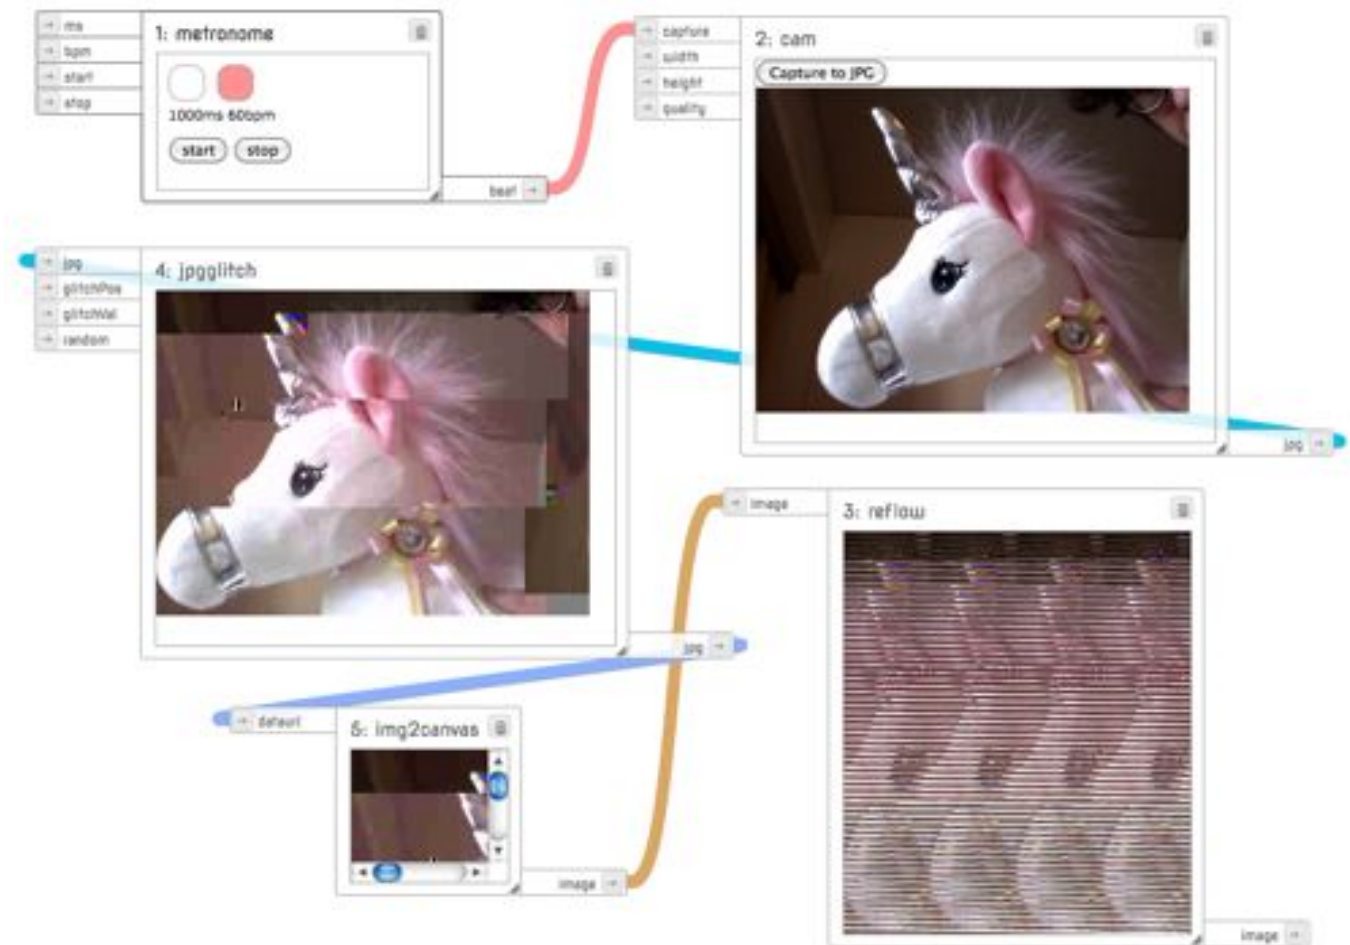 ms
bpm
start
stop
1: metronome
1000ms 60bpm
start stop
beat
capture
width
height
quality
2: cam
Capture to JPG
jpg
jpg
glitchPos
glitchVal
random
4: jpgglitch
jpg
image
3: reflow
dataurl
5: img2canvas
image
image